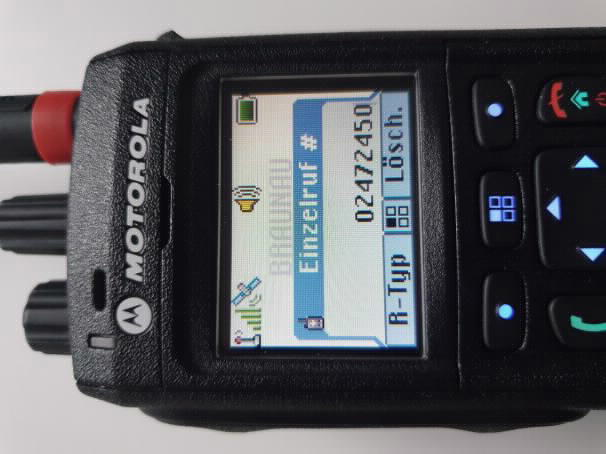 MOTOROLA
BRAUNAU
Einzelruf #
02472450
R-Typ Lösch.